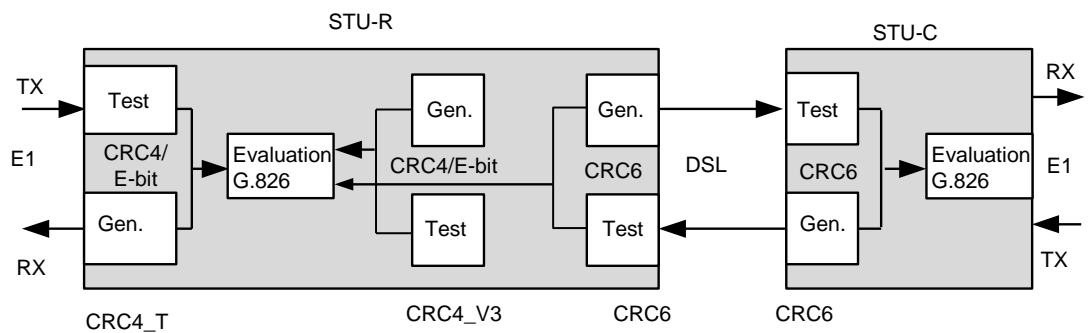 STU-R
STU-C
TX
Test
Gen.
Gen.
Test
RX
E1
CRC4/
E-bit
Evaluation
G.826
CRC4/E-bit
CRC6
DSL
CRC6
Evaluation
G.826
E1
Gen.
Test
Test
Gen.
RX
TX
CRC4_T
CRC4_V3
CRC6
CRC6